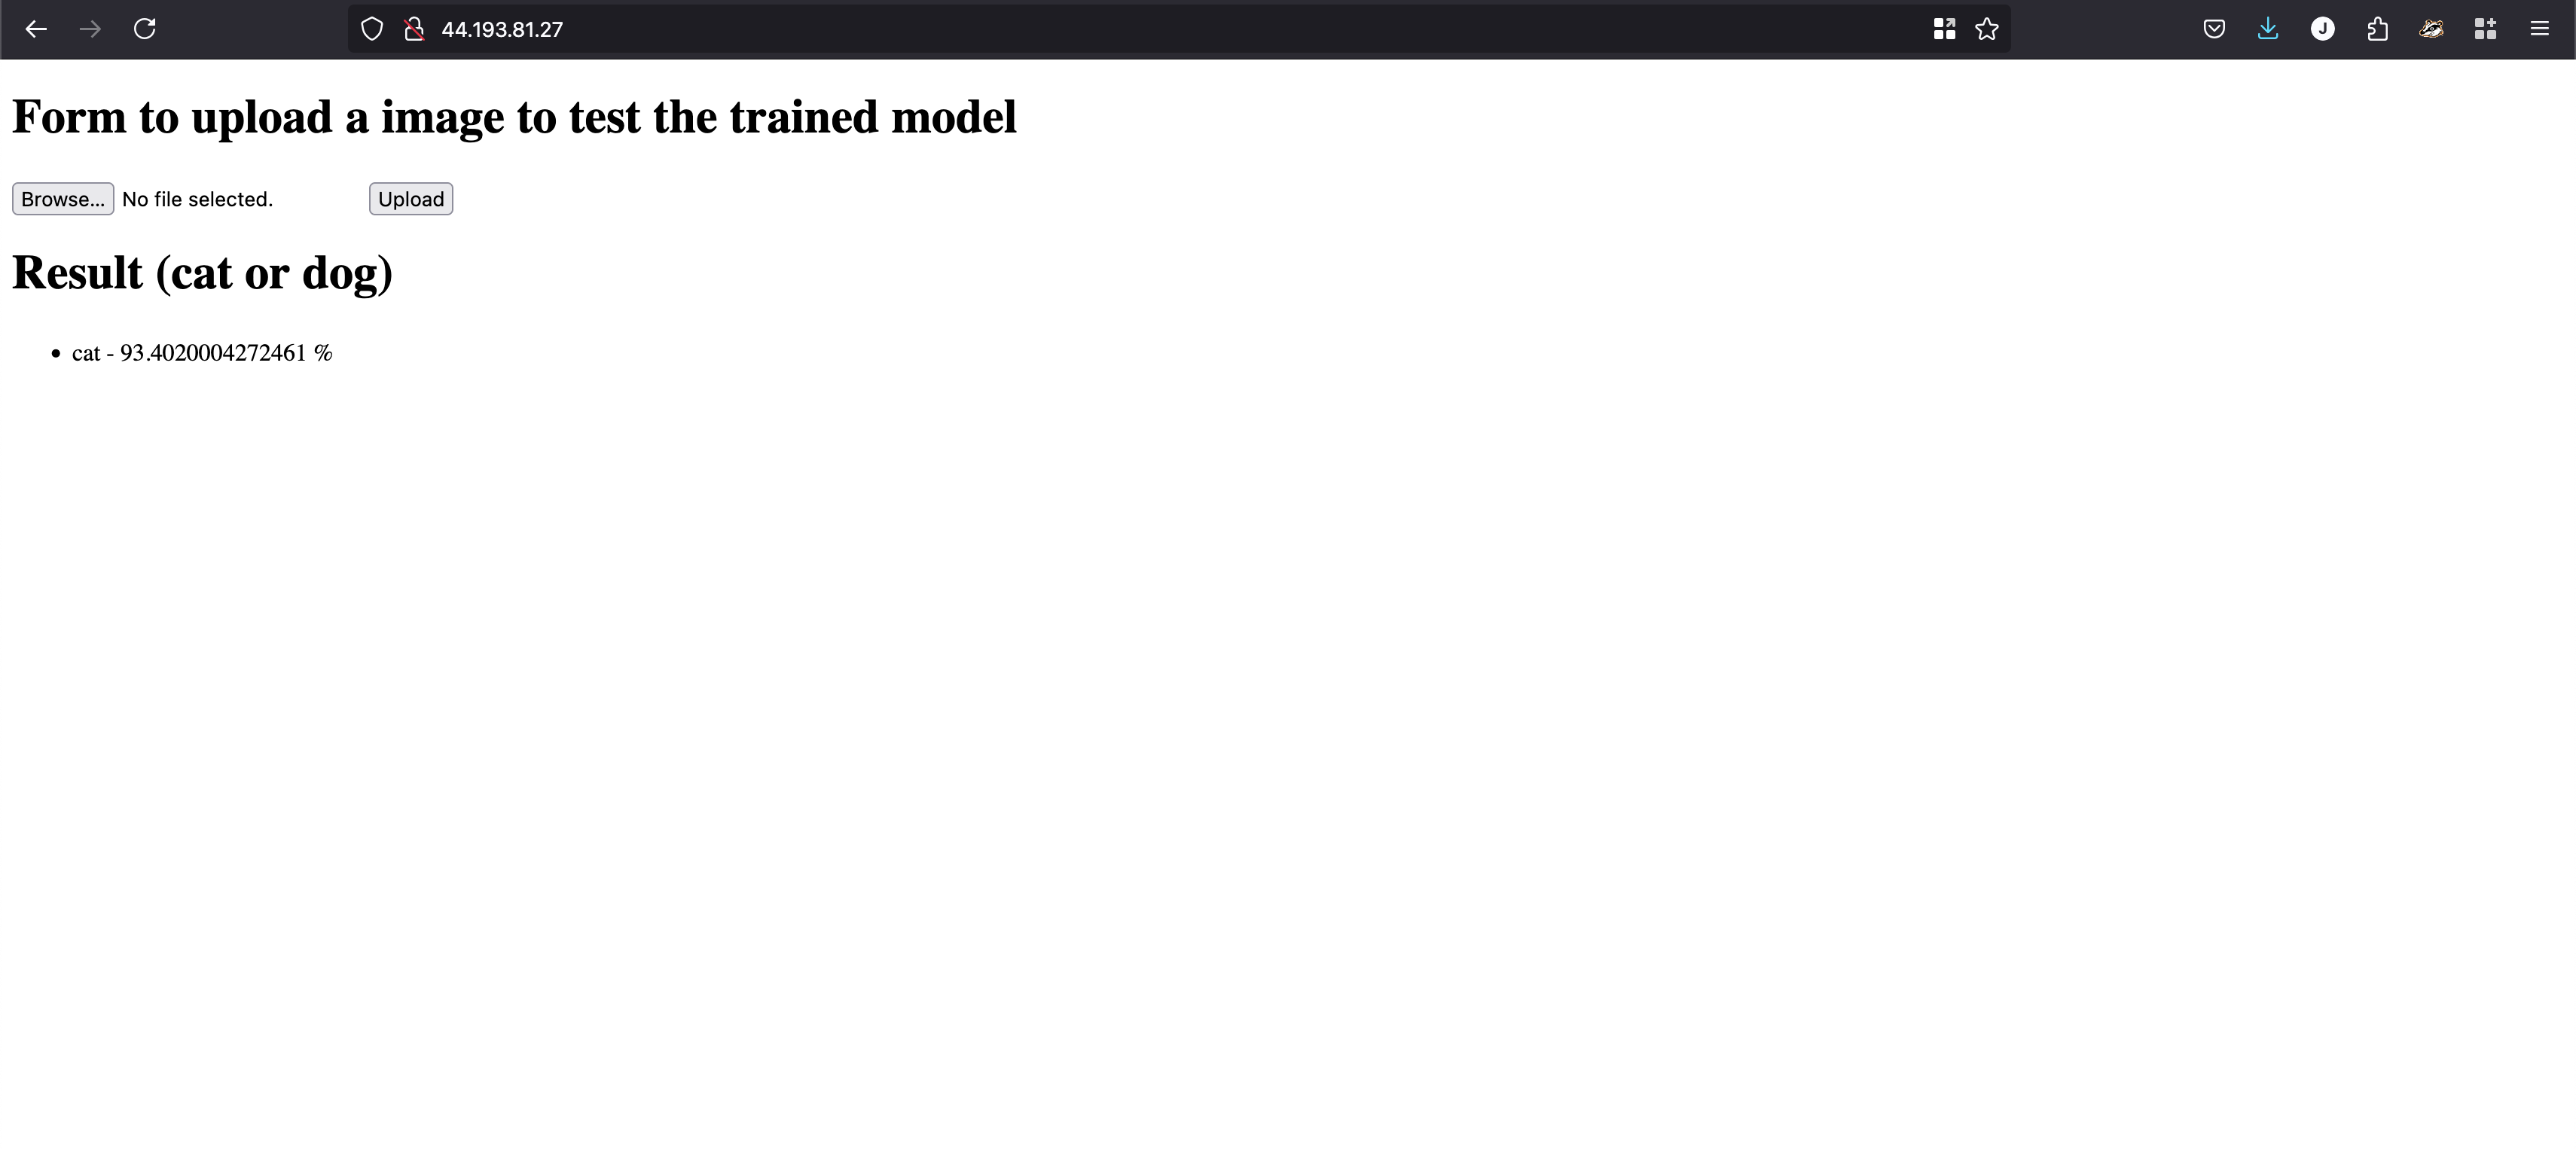 44.193.81.27
J
Form to upload a image to test the trained model
Browse... No file selected. Upload
Result (cat or dog)
• cat - 93.4020004272461 %